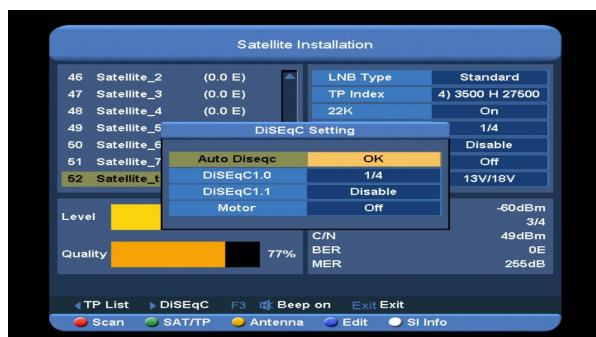 Satellite Installation
46 Satellite_2 (0.0 E) LNB Type Standard
47 Satellite_3 (0.0 E) TP Index 4) 3500 H 27500
48 Satellite_4 (0.0 E) 22K On
49 Satellite_5 1/4
50 Satellite_6 Disable
51 Satellite_7 Off
52 Satellite_t 13V/18V
DiSEqC Setting
Auto Diseqc OK
DiSEqC1.0 1/4
DiSEqC1.1 Disable
Motor Off
Level -60dBm
3/4
C/N 49dBm
Quality 77% BER 0E
MER 255dB
TP List DiSEqC F3 Beep on Exit Exit
Scan SAT/TP Antenna Edit SI Info